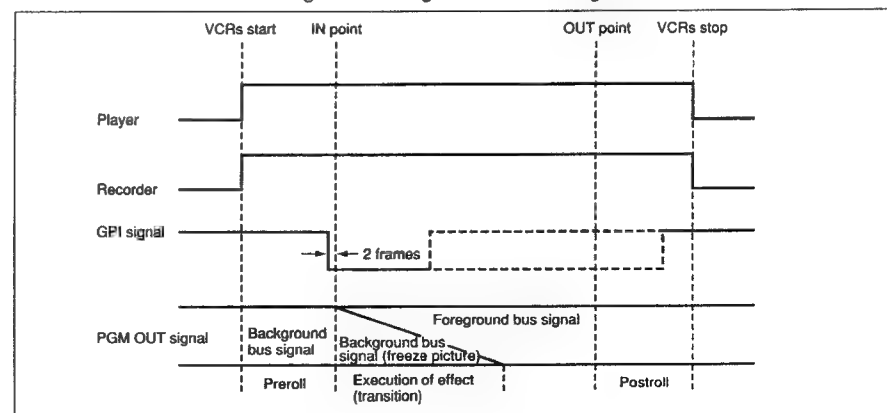 VCRs start IN point OUT point VCRs stop
Player
Recorder
GPI signal
2 frames
Foreground bus signal
PGM OUT signal
Background
bus signal
Background bus
signal (freeze picture)
Preroll
Execution of effect
(transition)
Postroll